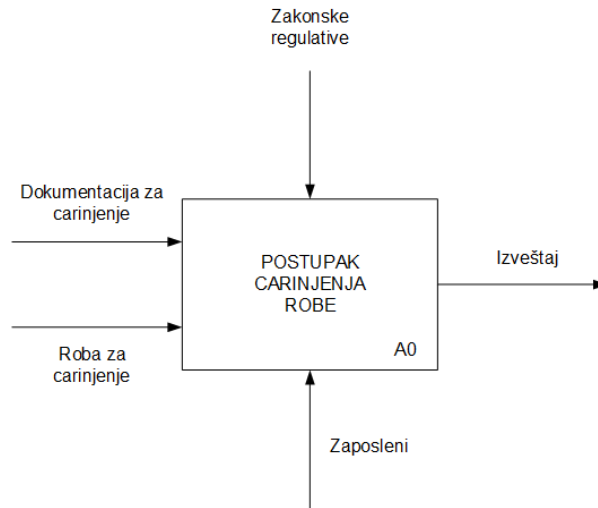 Zakonske
regulative
Dokumentacija za
carinjenje
POSTUPAK
CARINJENJA
ROBE
A0
Izveštaj
Roba za
carinjenje
Zaposleni